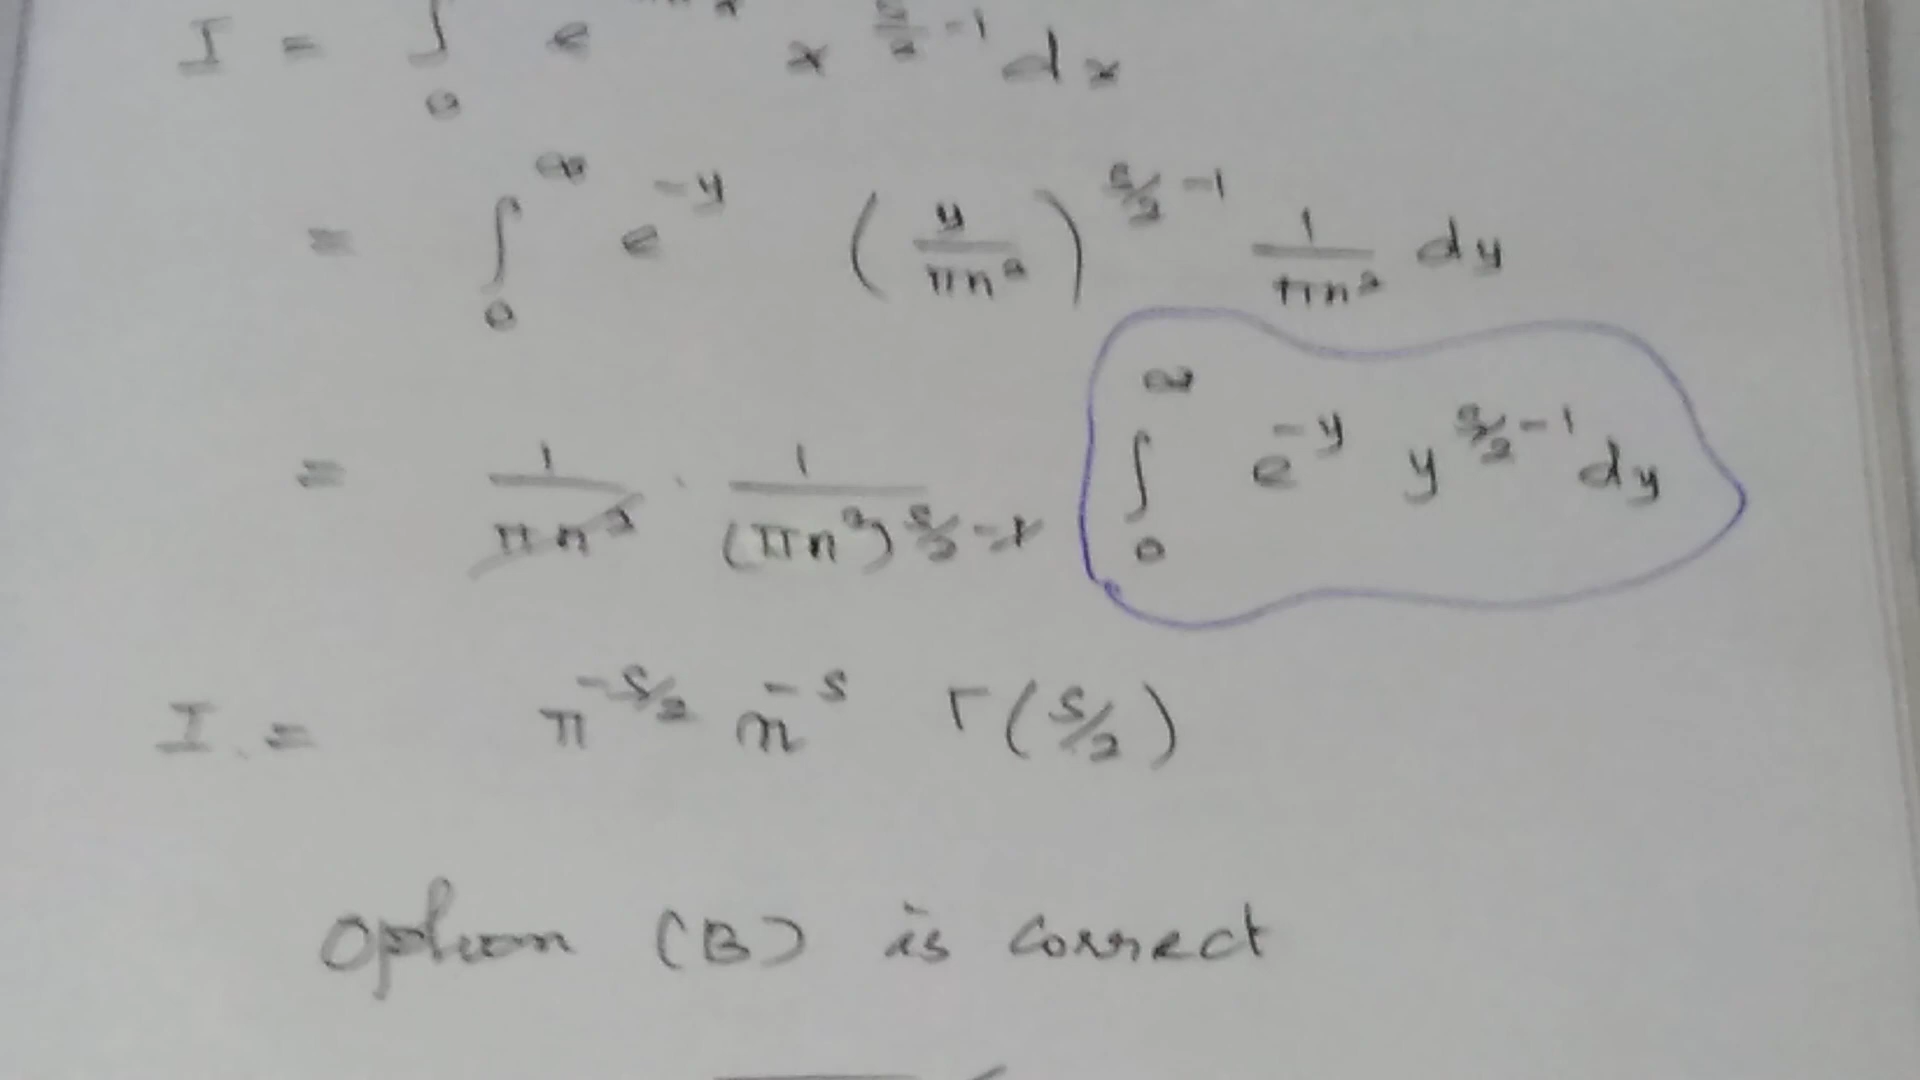 I = ∫₀ e x^(s/2 - 1) dx
= ∫₀^∞ e^(-y) (y/πn²)^(s/2 - 1) 1/πn² dy
= 1/πn² · 1/(πn²)^(s/2 - 1) ∫₀^∞ e^(-y) y^(s/2 - 1) dy
I = π^(-s/2) n^(-s) Γ(s/2)
option (B) is correct